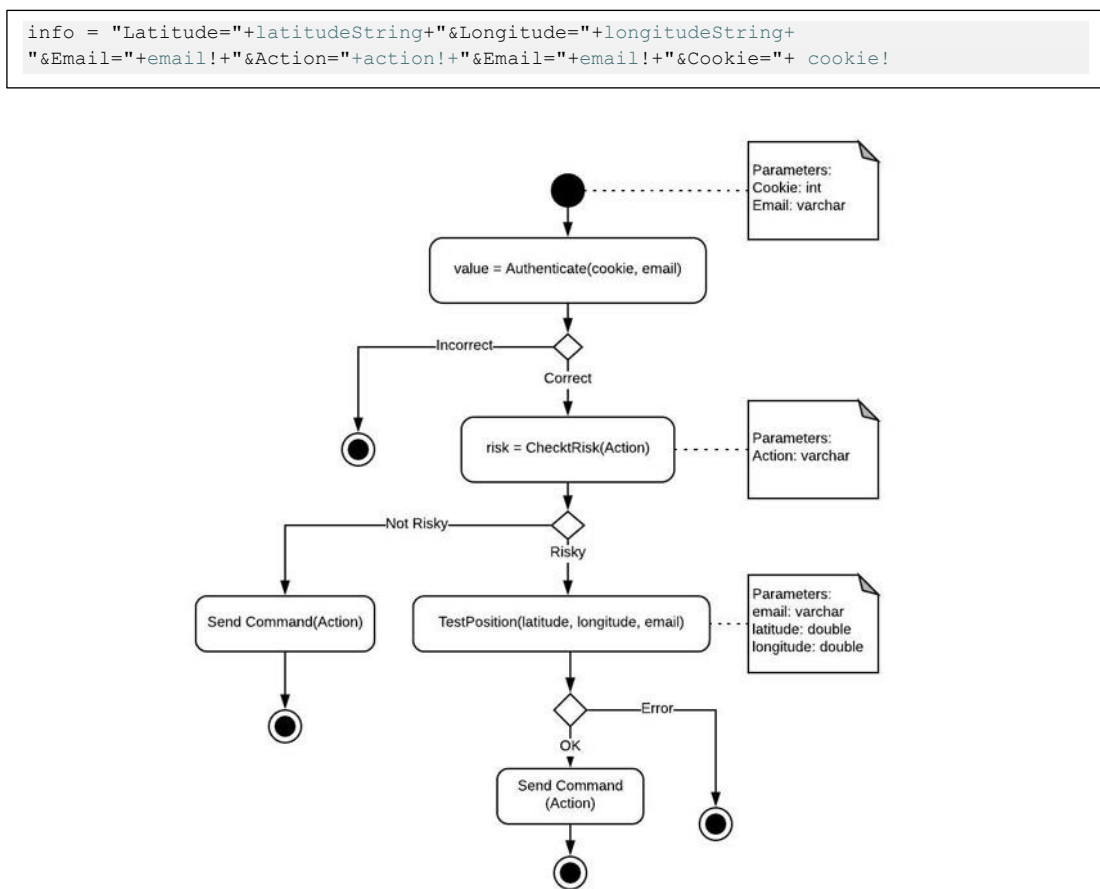 info = "Latitude="+latitudeString+"&Longitude="+longitudeString+
"&Email="+email!+"&Action="+action!+"&Email="+email!+"&Cookie="+ cookie!
Parameters:
Cookie: int
Email: varchar
value = Authenticate(cookie, email)
Incorrect
Correct
risk = ChecktRisk(Action)
Parameters:
Action: varchar
Not Risky
Risky
Send Command(Action)
TestPosition(latitude, longitude, email)
Parameters:
email: varchar
latitude: double
longitude: double
Error
OK
Send Command
(Action)